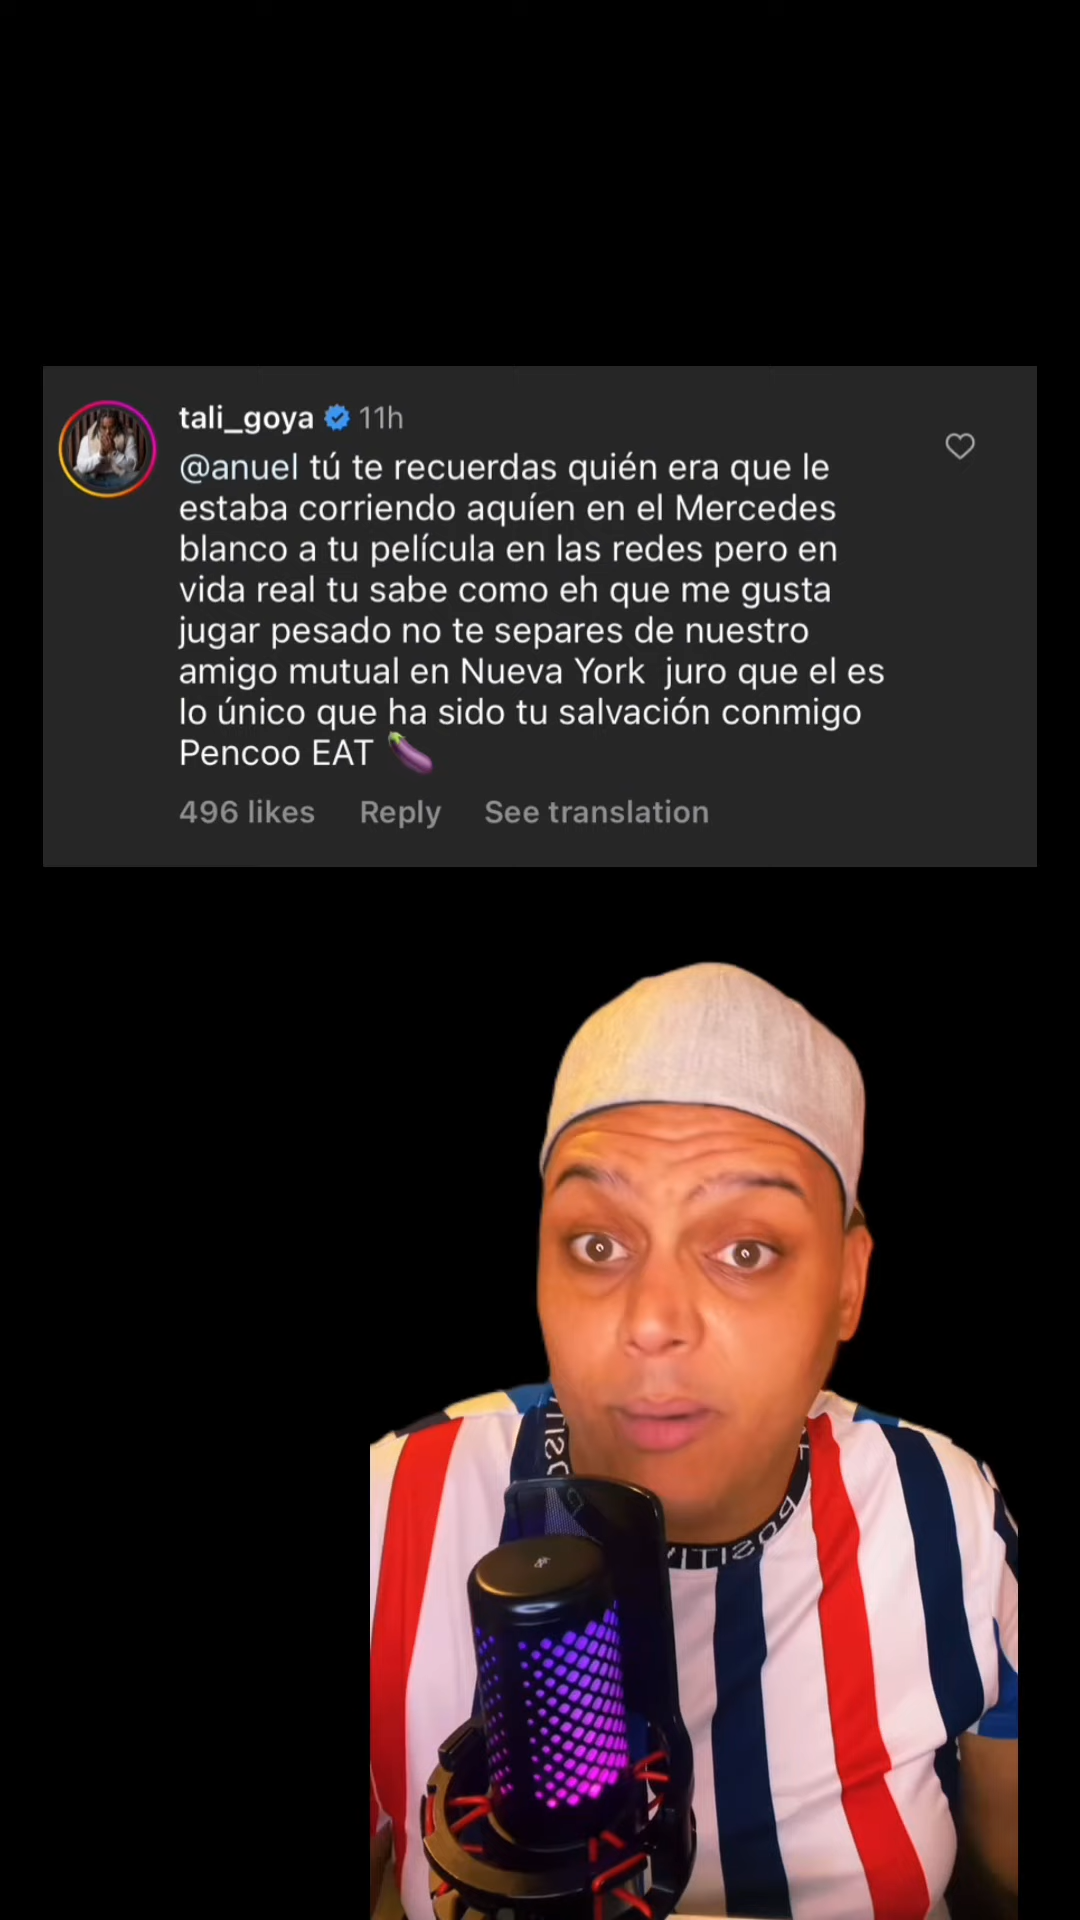 tali_goya 11h
@anuel tú te recuerdas quién era que le
estaba corriendo aquíen en el Mercedes
blanco a tu película en las redes pero en
vida real tu sabe como eh que me gusta
jugar pesado no te separes de nuestro
amigo mutual en Nueva York juro que el es
lo único que ha sido tu salvación conmigo
Pencoo EAT 🍆
496 likes Reply See translation